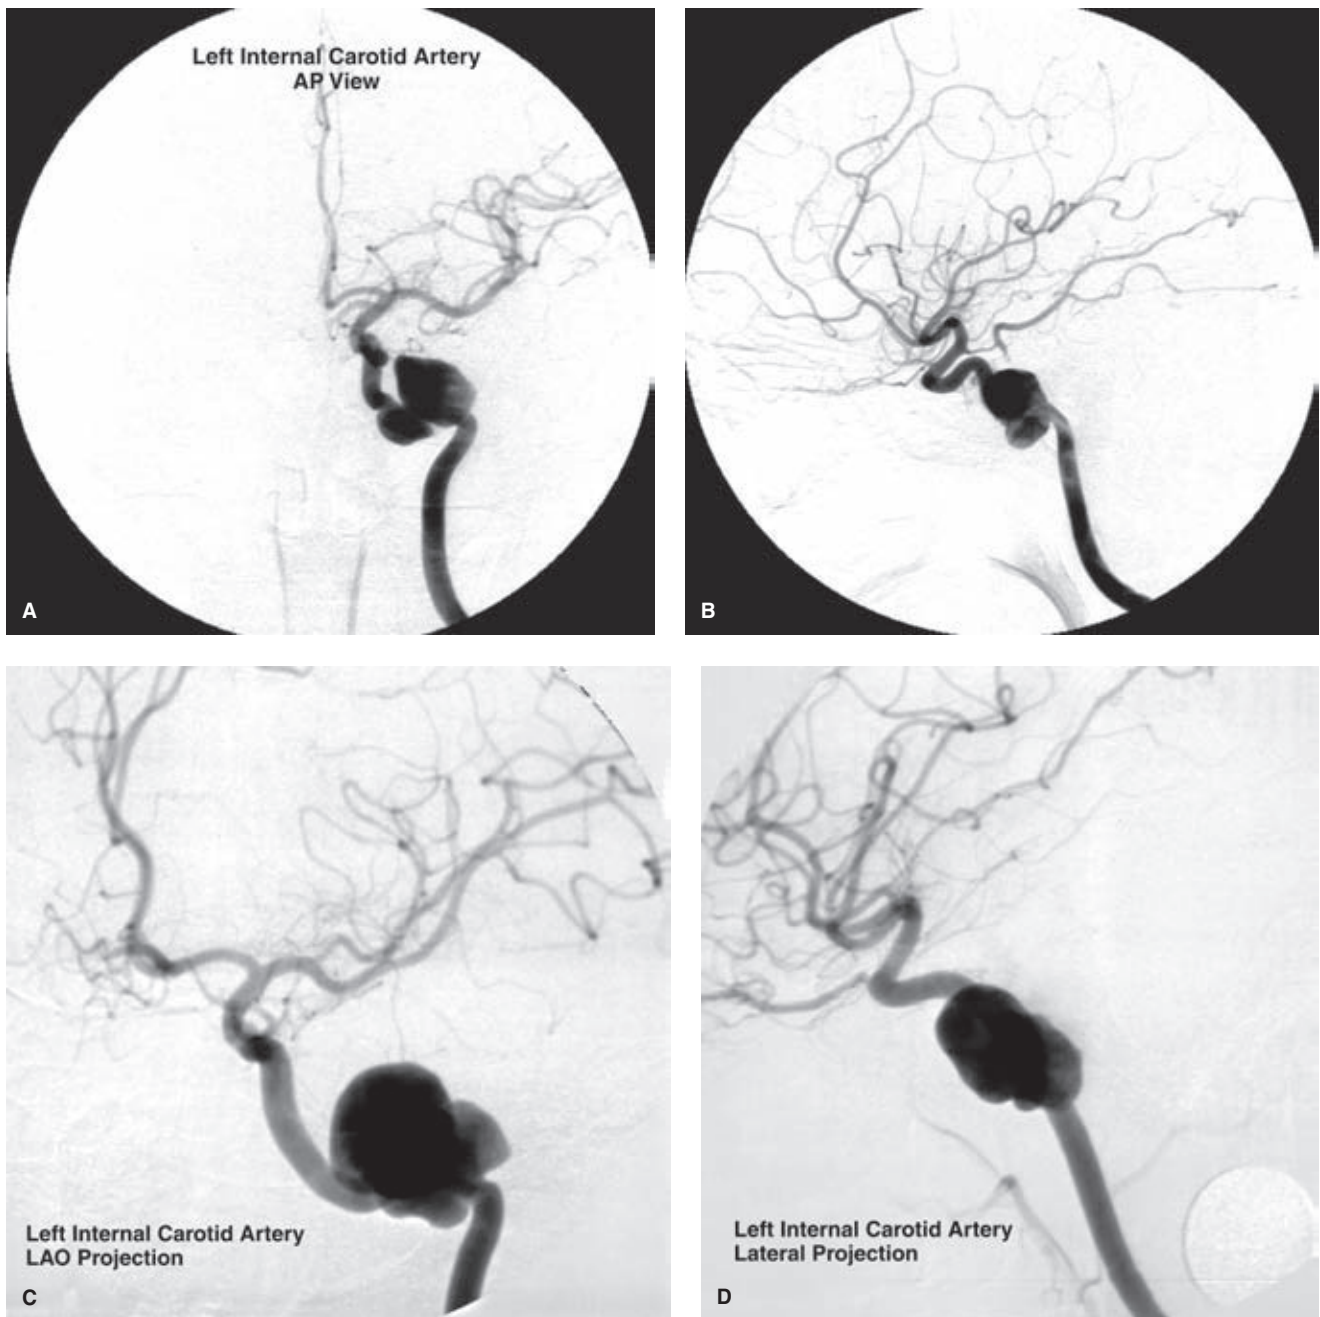 Left Internal Carotid Artery
AP View
A
B
Left Internal Carotid Artery
LAO Projection
C
Left Internal Carotid Artery
Lateral Projection
D